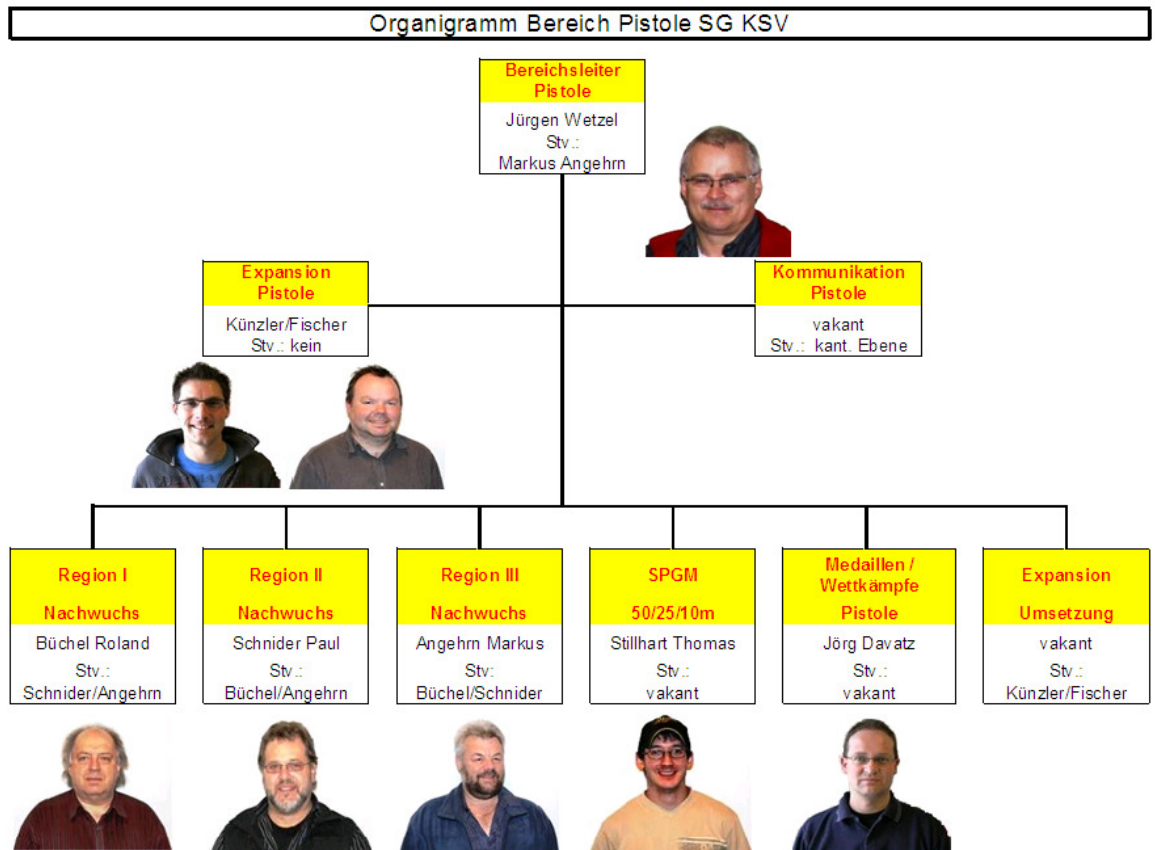 Organigramm Bereich Pistole SG KSV
Bereichsleiter
Pistole
Jürgen Wetzel
Stv.:
Markus Angehrn
Expansion
Pistole
Künzler/Fischer
Stv.: kein
Kommunikation
Pistole
vakant
Stv.: kant. Ebene
Region I
Nachwuchs
Büchel Roland
Stv.:
Schnider/Angehrn
Region II
Nachwuchs
Schnider Paul
Stv.:
Büchel/Angehrn
Region III
Nachwuchs
Angehrn Markus
Stv:
Büchel/Schnider
SPGM
50/25/10m
Stillhart Thomas
Stv.:
vakant
Medaillen /
Wettkämpfe
Pistole
Jörg Davatz
Stv.:
vakant
Expansion
Umsetzung
vakant
Stv.:
Künzler/Fischer